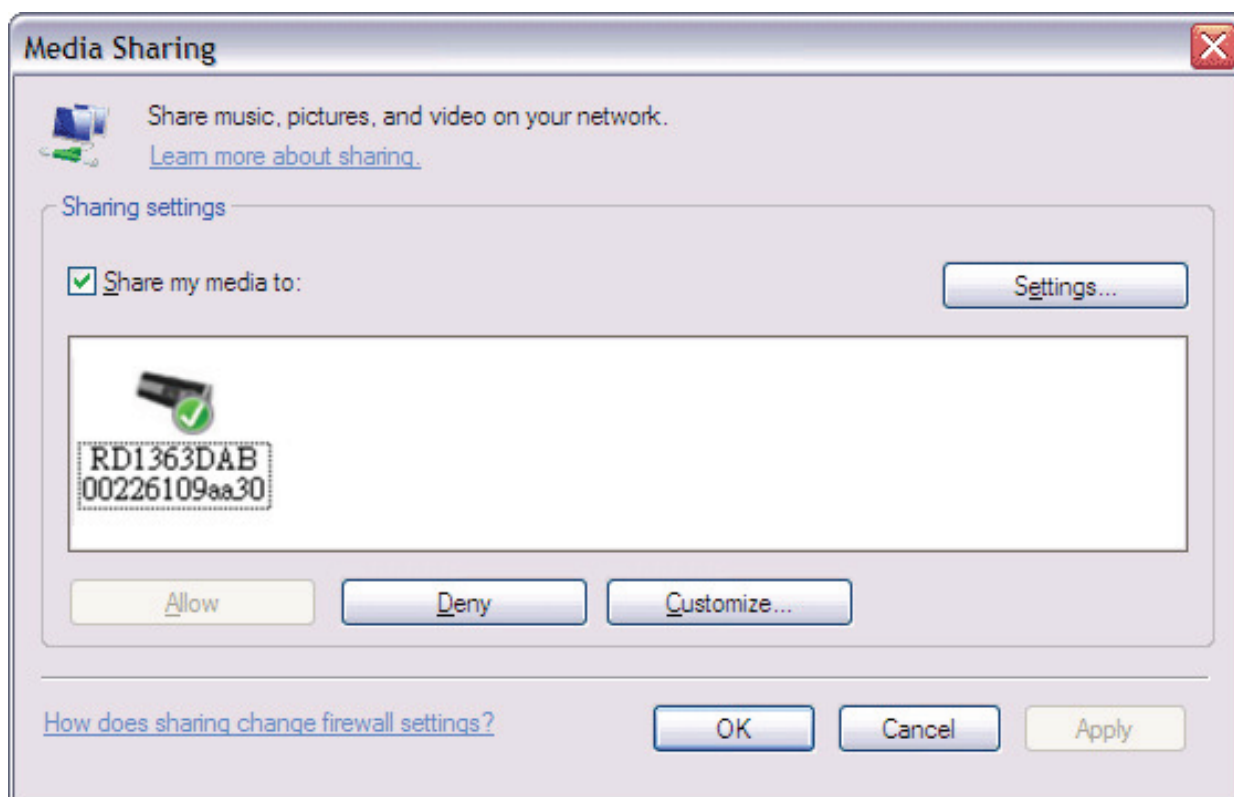 Media Sharing
Share music, pictures, and video on your network.
Learn more about sharing.
Sharing settings
Share my media to:
Settings...
RD1363DAB
00226109aa30
Allow
Deny
Customize...
How does sharing change firewall settings?
OK
Cancel
Apply